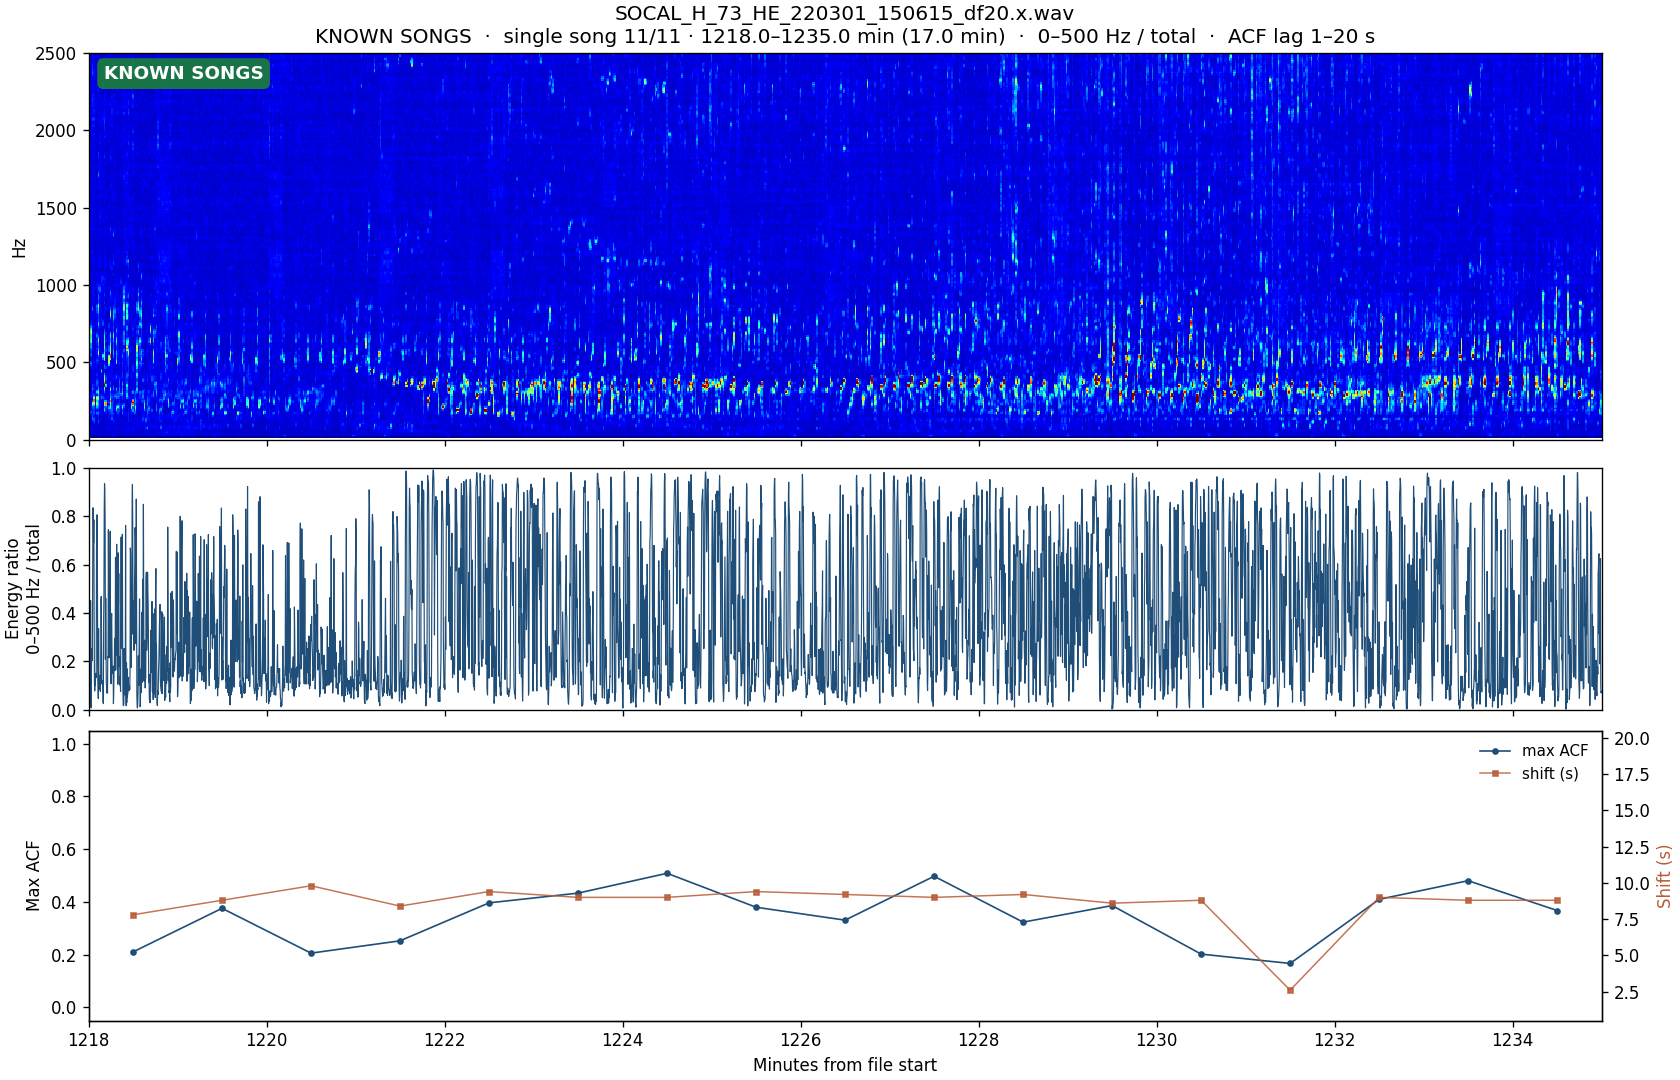 SOCAL_H_73_HE_220301_150615_df20.x.wav
KNOWN SONGS · single song 11/11 · 1218.0–1235.0 min (17.0 min) · 0–500 Hz / total · ACF lag 1–20 s
KNOWN SONGS
Hz
2500
2000
1500
1000
500
0
Energy ratio
0–500 Hz / total
1.0
0.8
0.6
0.4
0.2
0.0
Max ACF
1.0
0.8
0.6
0.4
0.2
0.0
max ACF
shift (s)
20.0
17.5
15.0
12.5
10.0
7.5
5.0
2.5
Shift (s)
1218 1220 1222 1224 1226 1228 1230 1232 1234
Minutes from file start